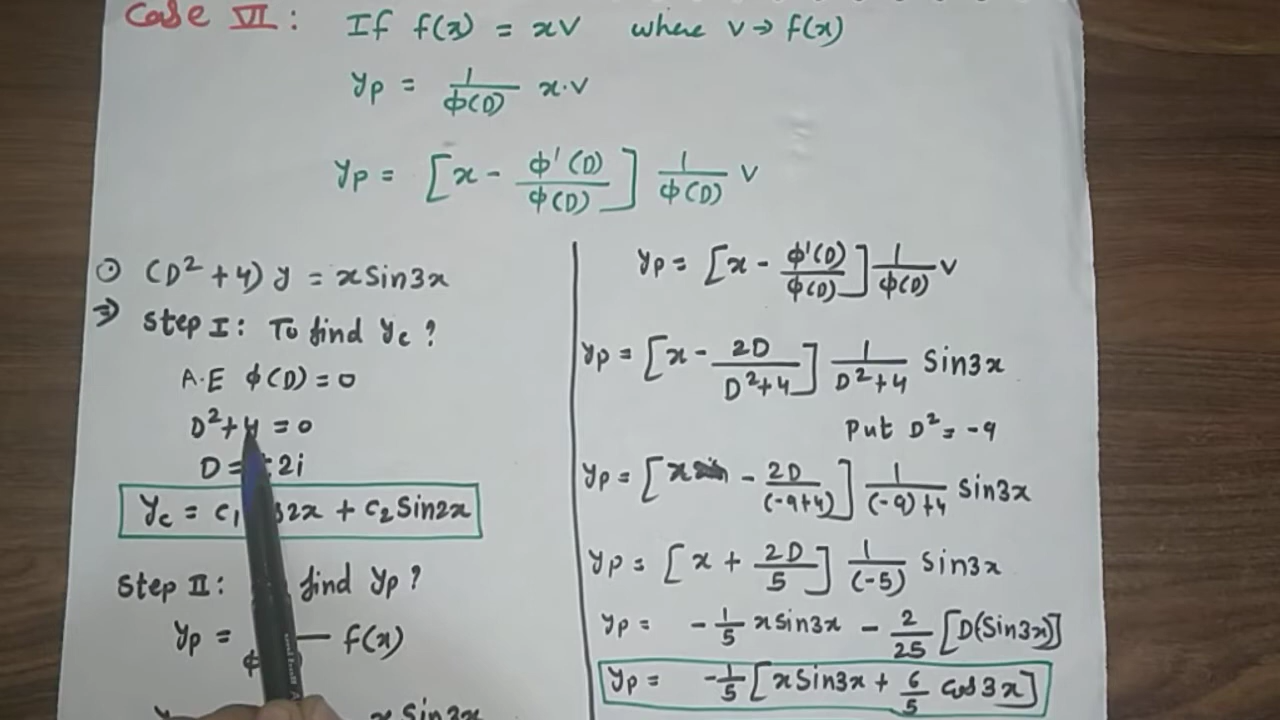 Case VI: If f(x) = xV where V → f(x)
yp = 1/ϕ(D) x·V
yp = [x - ϕ'(D)/ϕ(D)] 1/ϕ(D) V
① (D² + 4) y = x Sin3x
⇒ Step I: To find yc?
A.E ϕ(D) = 0
D² + 4 = 0
D = 2i
yc = c₁ 2x + c₂ Sin2x
Step II: find yp?
yp = f(x)
x Sin3x
yp = [x - ϕ'(D)/ϕ(D)] 1/ϕ(D) V
yp = [x - 2D/D²+4] 1/D²+4 Sin3x
Put D² = -9
yp = [x - 2D/(-9+4)] 1/(-9)+4 Sin3x
yp = [x + 2D/5] 1/(-5) Sin3x
yp = -1/5 x Sin3x - 2/25 [D(Sin3x)]
yp = -1/5 [x Sin3x + 6/5 Cos3x]